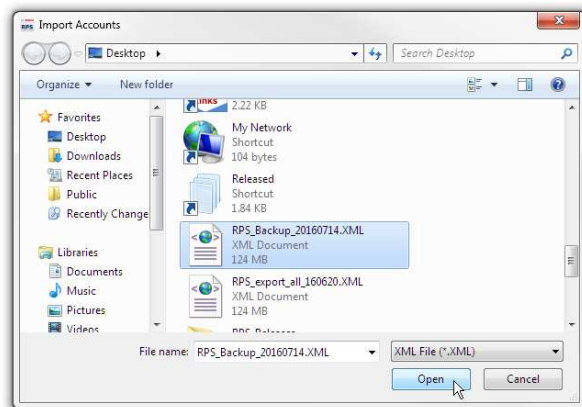 Import Accounts
Desktop
Search Desktop
Organize
New folder
Favorites
Desktop
Downloads
Recent Places
Public
Recently Change
Libraries
Documents
Music
Pictures
Videos
2.22 KB
My Network
Shortcut
104 bytes
Released
Shortcut
1.84 KB
RPS_Backup_20160714.XML
XML Document
124 MB
RPS_export_all_160620.XML
XML Document
124 MB
RPS_Releases
File name:
RPS_Backup_20160714.XML
XML File (*.XML)
Open
Cancel